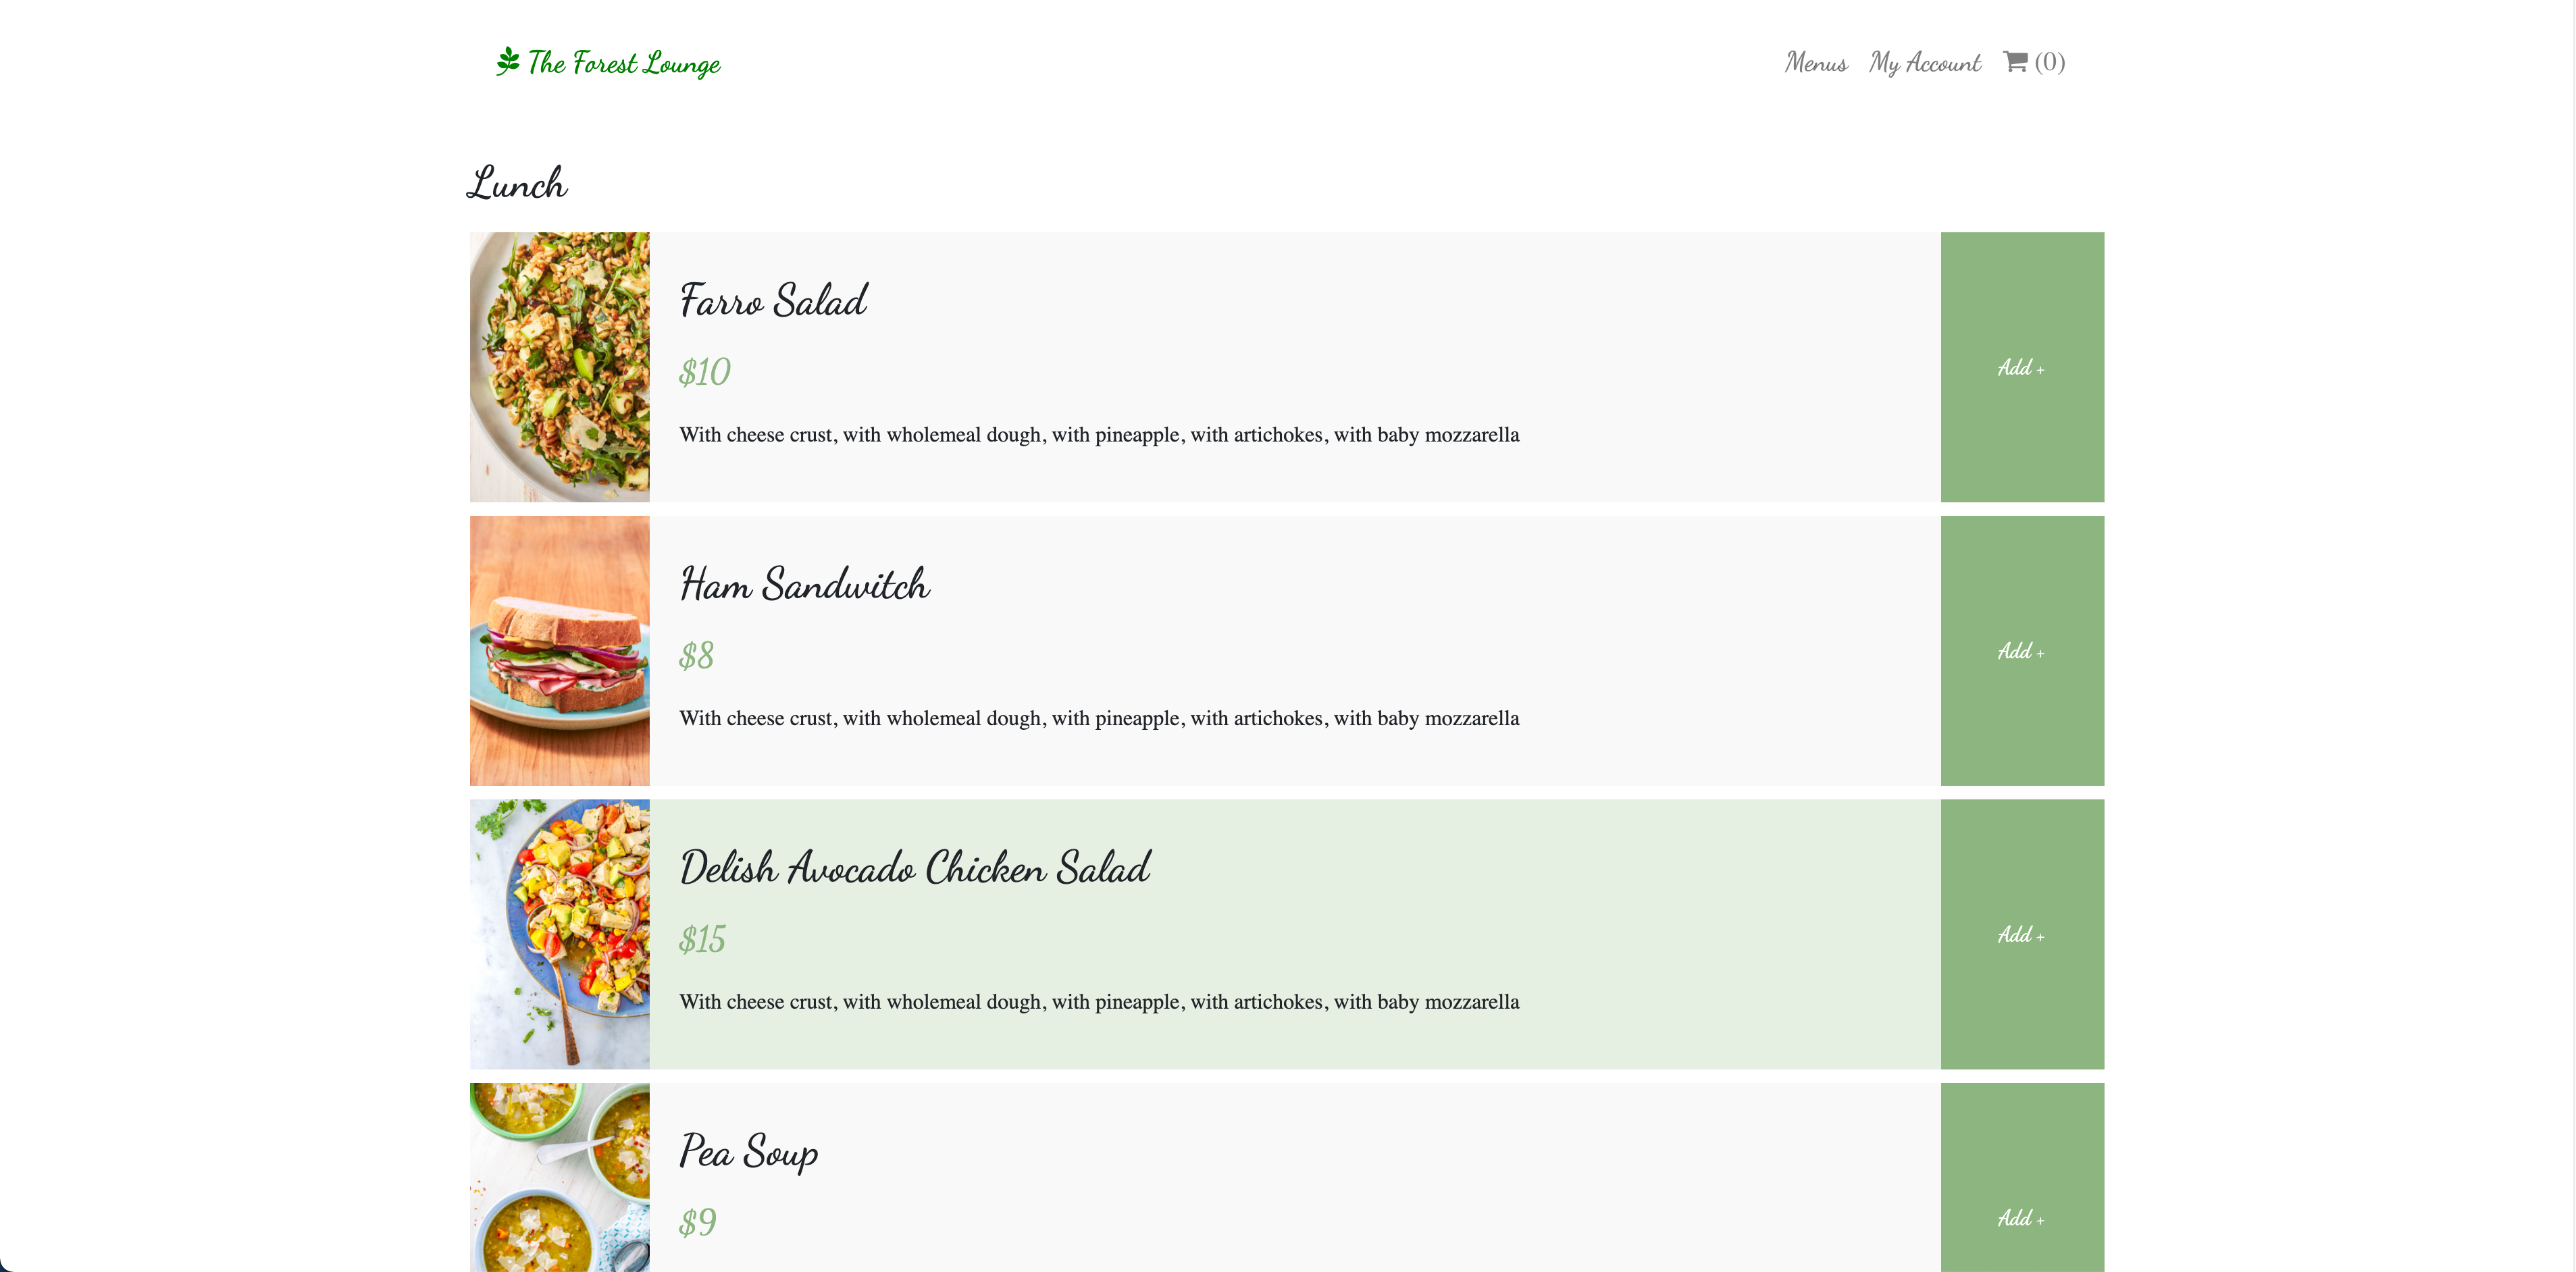 The Forest Lounge
Menus My Account (0)
Lunch
Farro Salad
$10
With cheese crust, with wholemeal dough, with pineapple, with artichokes, with baby mozzarella
Add +
Ham Sandwitch
$8
With cheese crust, with wholemeal dough, with pineapple, with artichokes, with baby mozzarella
Add +
Delish Avocado Chicken Salad
$15
With cheese crust, with wholemeal dough, with pineapple, with artichokes, with baby mozzarella
Add +
Pea Soup
$9
Add +